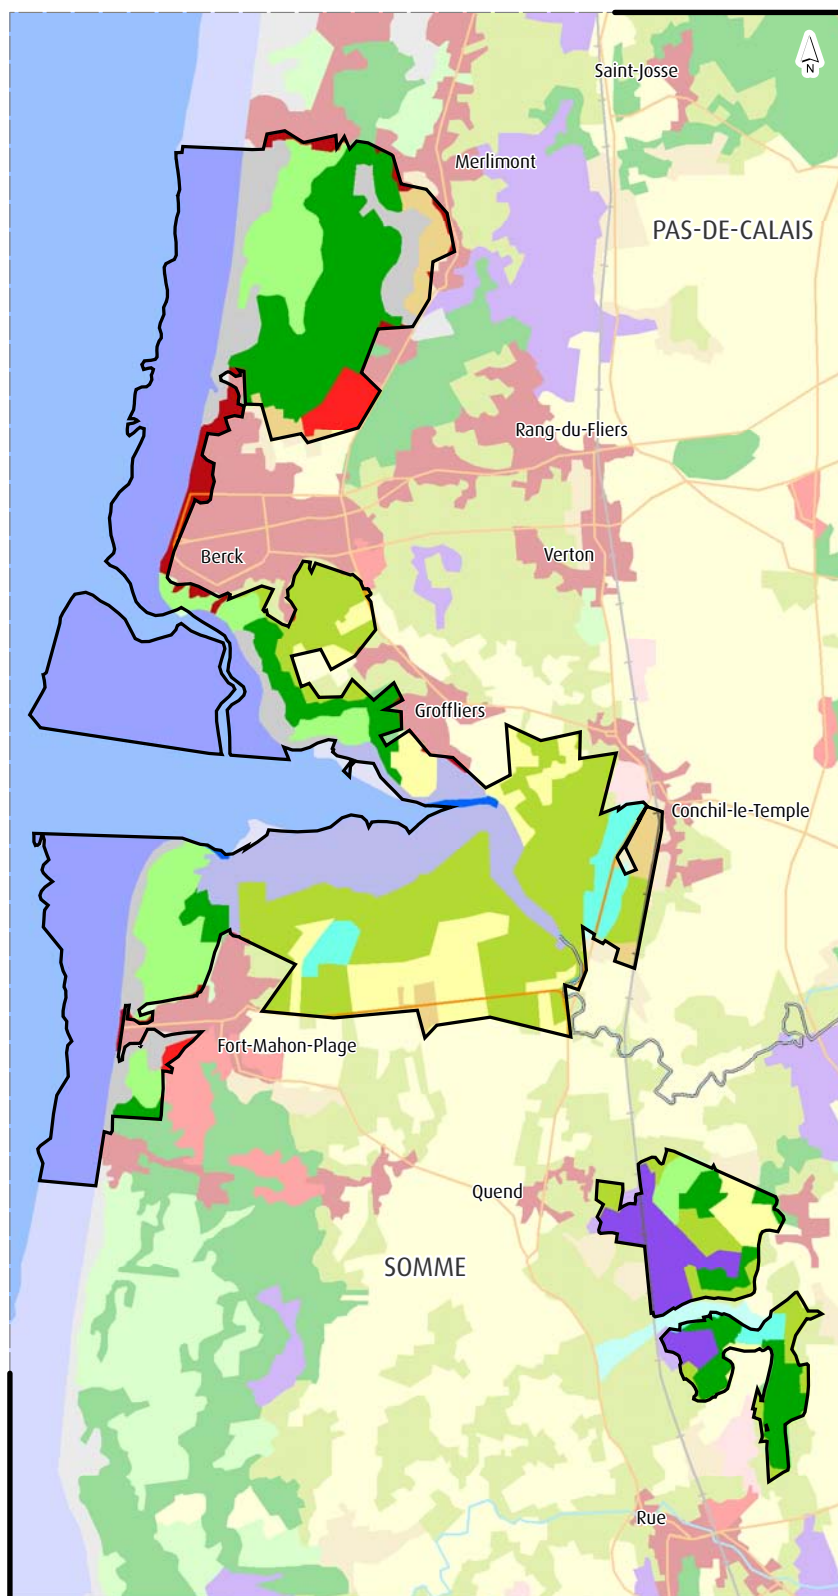 Saint-Josse
N
Merlimont
PAS-DE-CALAIS
Rang-du-Fliers
Berck
Verton
Groffliers
Conchil-le-Temple
Fort-Mahon-Plage
Quend
SOMME
Rue